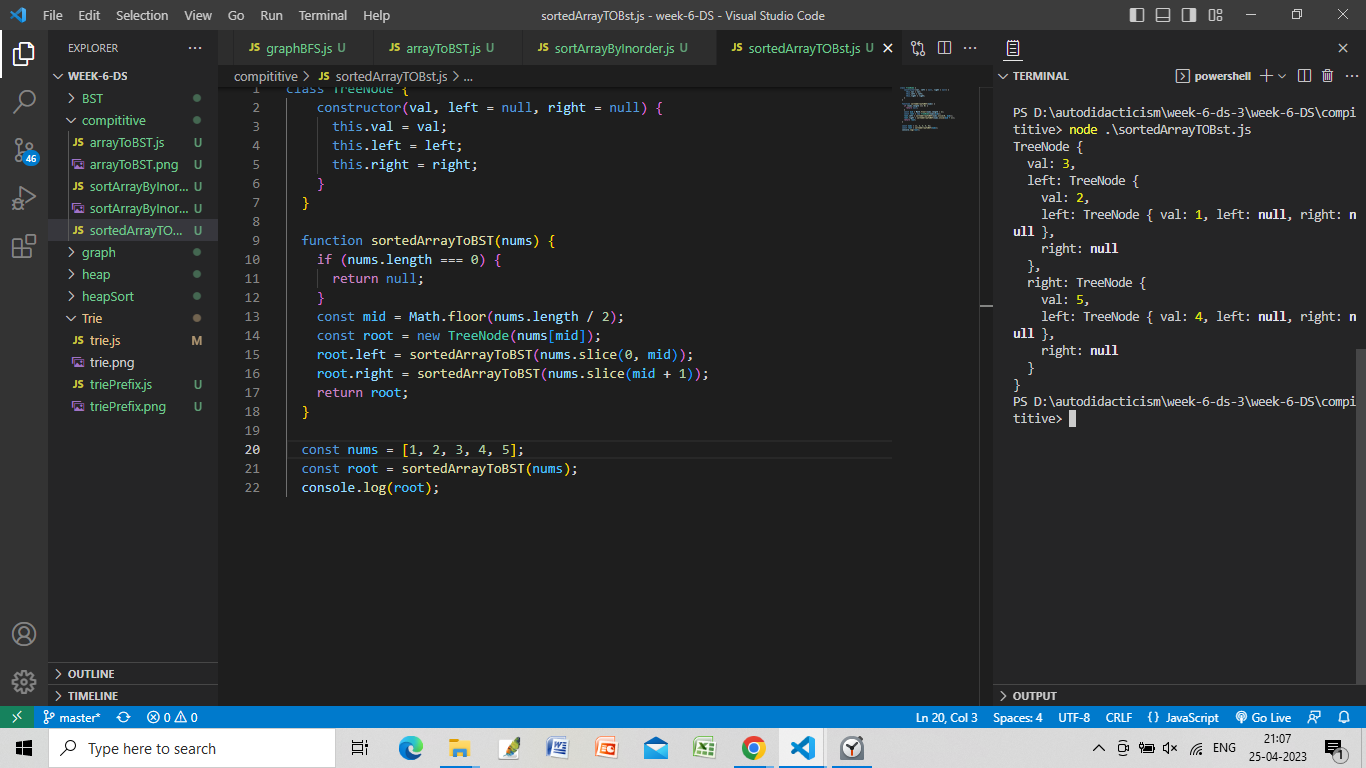 File Edit Selection View Go Run Terminal Help sortedArrayTOBst.js - week-6-DS - Visual Studio Code
EXPLORER
WEEK-6-DS
BST
compititive
JS arrayToBST.js U
arrayToBST.png U
JS sortArrayByInor... U
sortArrayByInor... U
JS sortedArrayTO... U
graph
heap
heapSort
Trie
JS trie.js M
trie.png
JS triePrefix.js U
triePrefix.png U
OUTLINE
TIMELINE
46
JS graphBFS.js U JS arrayToBST.js U JS sortArrayByInorder.js U JS sortedArrayTOBst.js U
compititive > JS sortedArrayTOBst.js > ...
1 class TreeNode {
2 constructor(val, left = null, right = null) {
3 this.val = val;
4 this.left = left;
5 this.right = right;
6 }
7 }
8
9 function sortedArrayToBST(nums) {
10 if (nums.length === 0) {
11 return null;
12 }
13 const mid = Math.floor(nums.length / 2);
14 const root = new TreeNode(nums[mid]);
15 root.left = sortedArrayToBST(nums.slice(0, mid));
16 root.right = sortedArrayToBST(nums.slice(mid + 1));
17 return root;
18 }
19
20 const nums = [1, 2, 3, 4, 5];
21 const root = sortedArrayToBST(nums);
22 console.log(root);
TERMINAL powershell
PS D:\autodidacticism\week-6-ds-3\week-6-DS\compi
titive> node .\sortedArrayTOBst.js
TreeNode {
val: 3,
left: TreeNode {
val: 2,
left: TreeNode { val: 1, left: null, right: n
ull },
right: null
},
right: TreeNode {
val: 5,
left: TreeNode { val: 4, left: null, right: n
ull },
right: null
}
}
PS D:\autodidacticism\week-6-ds-3\week-6-DS\compi
titive>
OUTPUT
master* 0 0 Ln 20, Col 3 Spaces: 4 UTF-8 CRLF {} JavaScript Go Live
Type here to search
ENG 21:07
25-04-2023
1